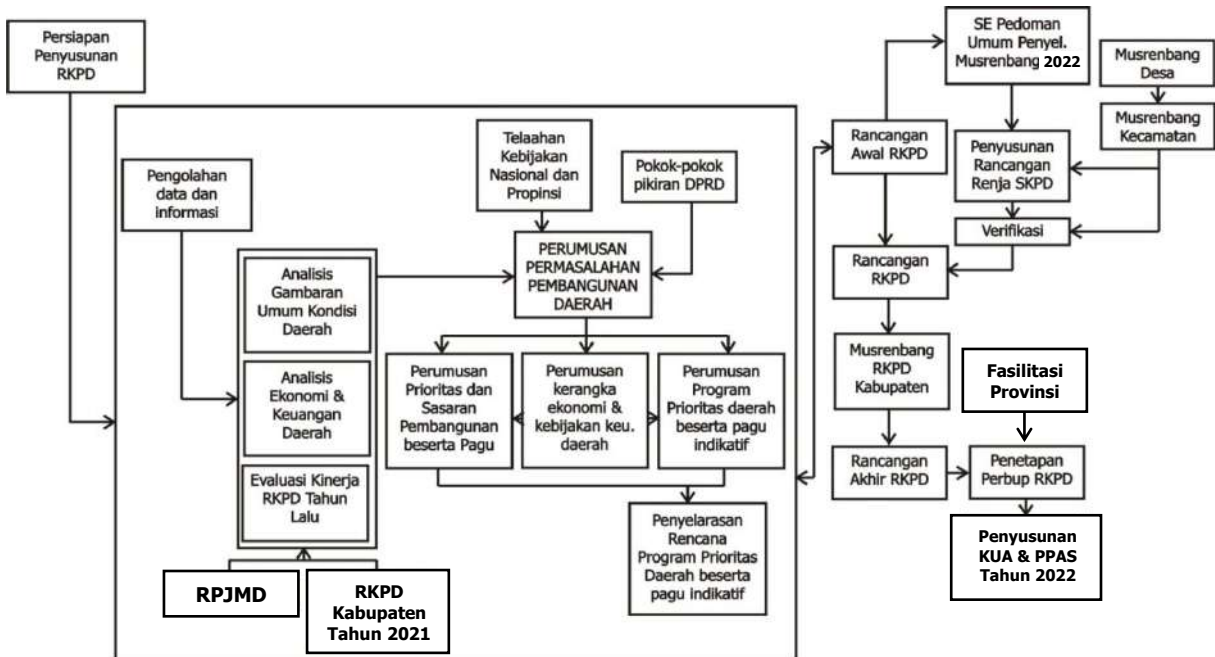 Persiapan
Penyusunan
RKPD
Pengolahan
data dan
informasi
Analisis
Gambaran
Umum Kondisi
Daerah
Analisis
Ekonomi &
Keuangan
Daerah
Evaluasi Kinerja
RKPD Tahun
Lalu
RPJMD
RKPD
Kabupaten
Tahun 2021
Telaahan
Kebijakan
Nasional dan
Propinsi
Pokok-pokok
pikiran DPRD
PERUMUSAN
PERMASALAHAN
PEMBANGUNAN
DAERAH
Perumusan
Prioritas dan
Sasaran
Pembangunan
beserta Pagu
Perumusan
kerangka
ekonomi &
kebijakan keu.
daerah
Perumusan
Program
Prioritas daerah
beserta pagu
indikatif
Penyelarasan
Rencana
Program Prioritas
Daerah beserta
pagu indikatif
Rancangan
Awal RKPD
SE Pedoman
Umum Penyel.
Musrenbang 2022
Musrenbang
Desa
Musrenbang
Kecamatan
Penyusunan
Rancangan
Renja SKPD
Verifikasi
Rancangan
RKPD
Musrenbang
RKPD
Kabupaten
Fasilitasi
Provinsi
Rancangan
Akhir RKPD
Penetapan
Perbup RKPD
Penyusunan
KUA & PPAS
Tahun 2022